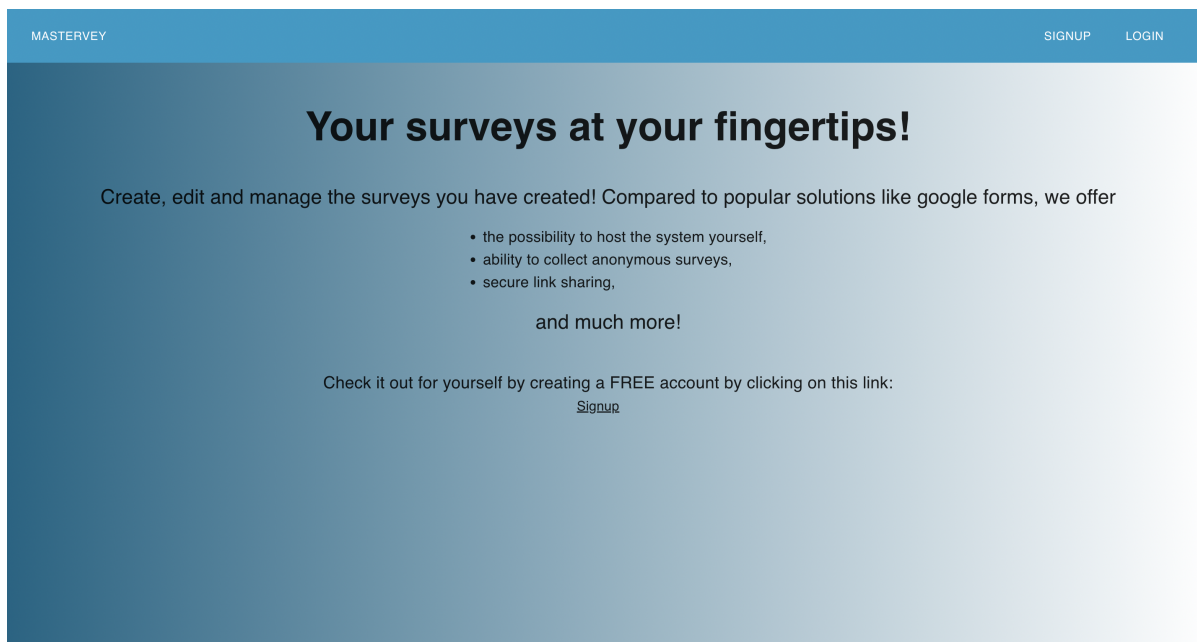 MASTERVEY SIGNUP LOGIN
Your surveys at your fingertips!
Create, edit and manage the surveys you have created! Compared to popular solutions like google forms, we offer
• the possibility to host the system yourself,
• ability to collect anonymous surveys,
• secure link sharing,
and much more!
Check it out for yourself by creating a FREE account by clicking on this link:
Signup